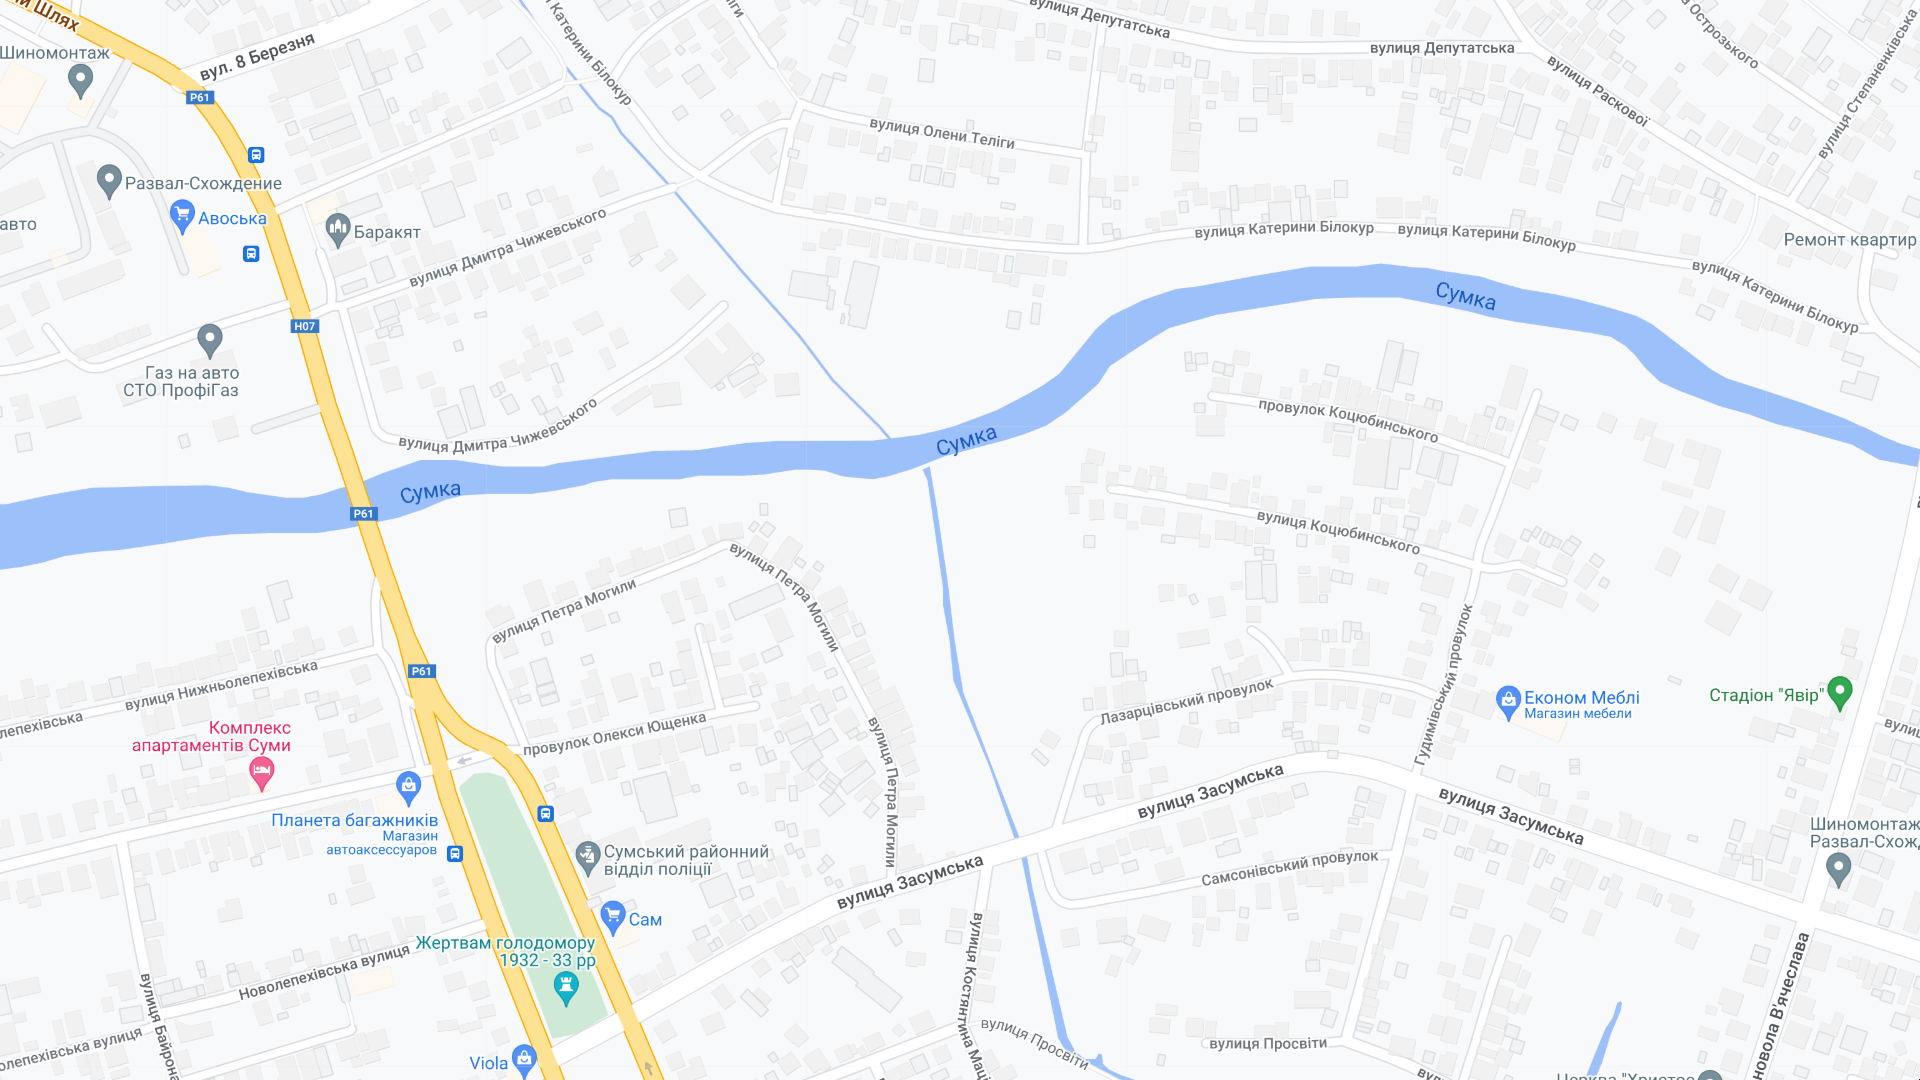 й Шлях
Катерини Білокур
вулиця Депутатська
вулиця Депутатська
Острозького
вулиця Степаненківська
Шиномонтаж
вул. 8 Березня
вулиця Раскової
Р61
вулиця Олени Теліги
Развал-Схождение
Авоська
авто
Баракят
вулиця Дмитра Чижевського
вулиця Катерини Білокур
вулиця Катерини Білокур
Ремонт квартир
вулиця Катерини Білокур
Сумка
Н07
Газ на авто
СТО ПрофіГаз
провулок Коцюбинського
вулиця Дмитра Чижевського
Сумка
Сумка
Р61
вулиця Коцюбинського
вулиця Петра Могили
вулиця Петра Могили
Гудимівський провулок
Р61
вулиця Нижньолепехівська
лепехівська
Лазарцівський провулок
Економ Меблі
Магазин мебели
Стадіон "Явір"
вулиц
Комплекс
апартаментів Суми
провулок Олекси Ющенка
вулиця Петра Могили
вулиця Засумська
вулиця Засумська
Планета багажників
Магазин
автоаксессуаров
Шиномонтаж
Развал-Схож
Сумський районний
відділ поліції
вулиця Засумська
Самсонівський провулок
Сам
Жертвам голодомору
1932 - 33 рр
Новолепехівська вулиця
вулиця Костянтина Маці
новола В'ячеслава
вулиця Байрона
олепехівська вулиця
вулиця Просвіти
вулиця Просвіти
вул
Viola
Церква "Христос